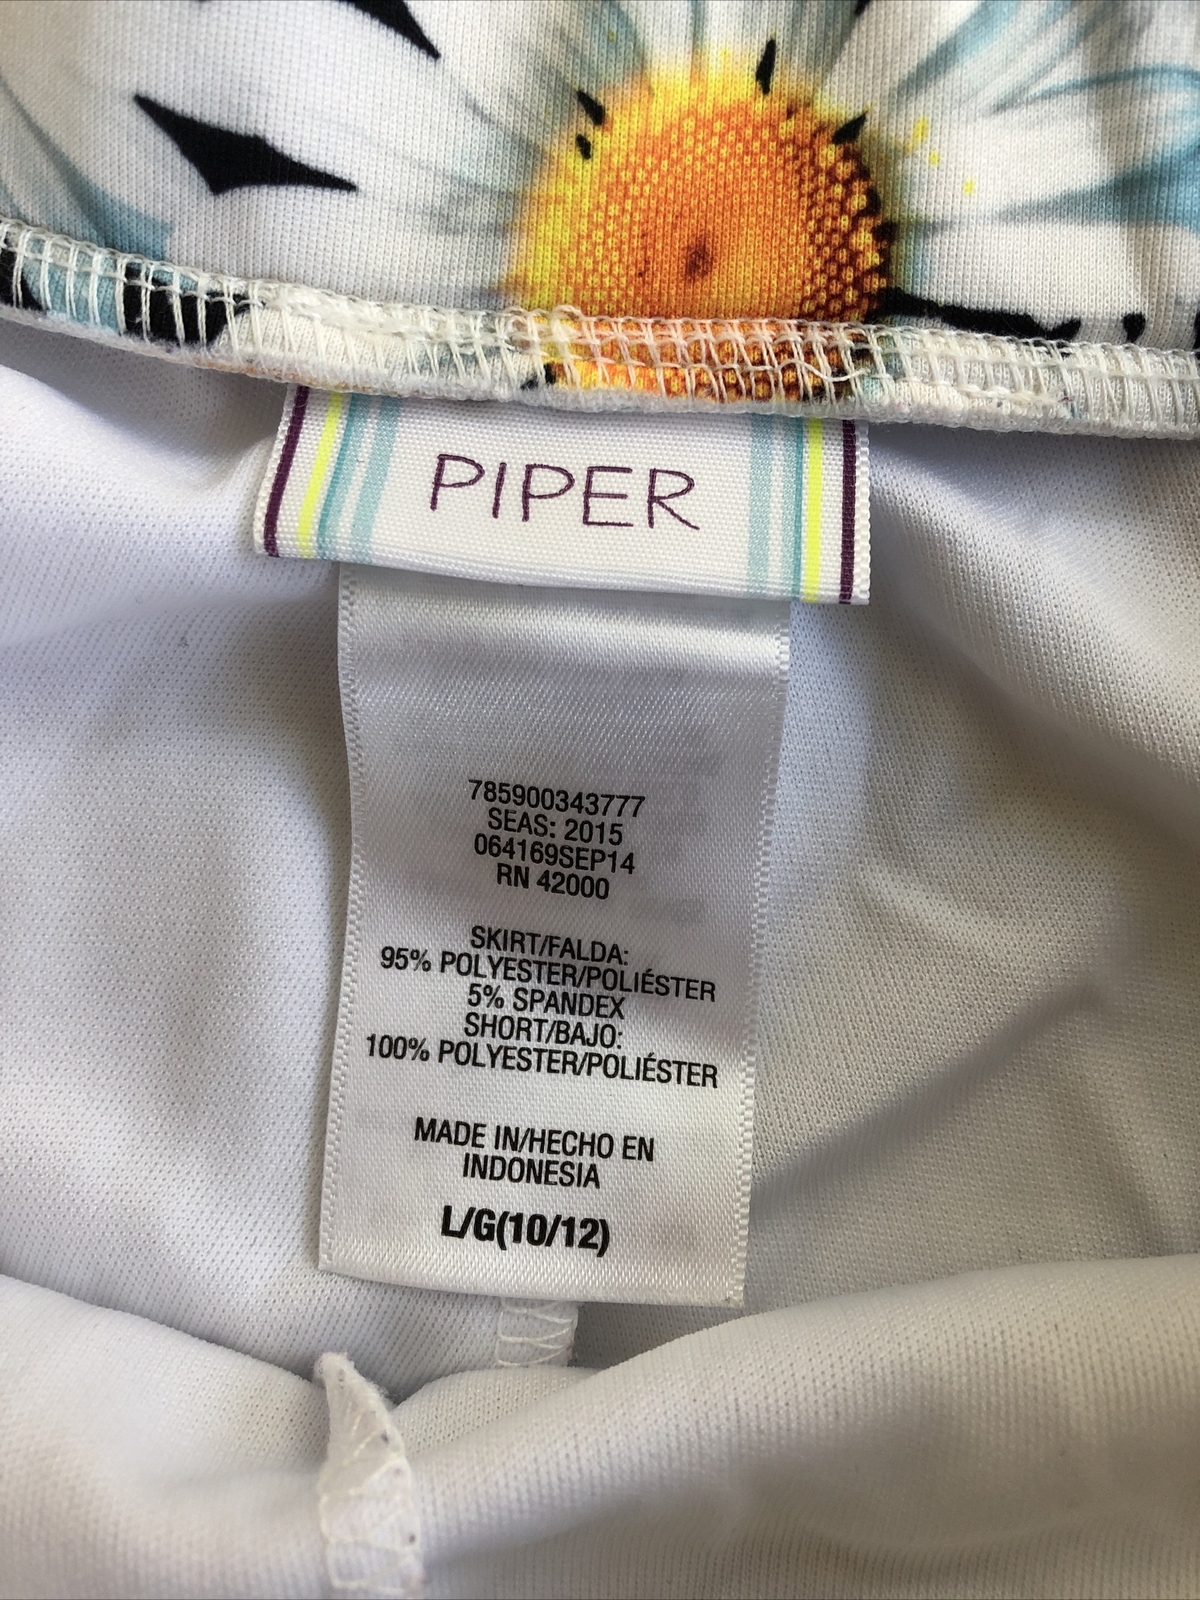 PIPER
785900343777
SEAS: 2015
064169SEP14
RN 42000
SKIRT/FALDA:
95% POLYESTER/POLIÉSTER
5% SPANDEX
SHORT/BAJO:
100% POLYESTER/POLIÉSTER
MADE IN/HECHO EN
INDONESIA
L/G(10/12)